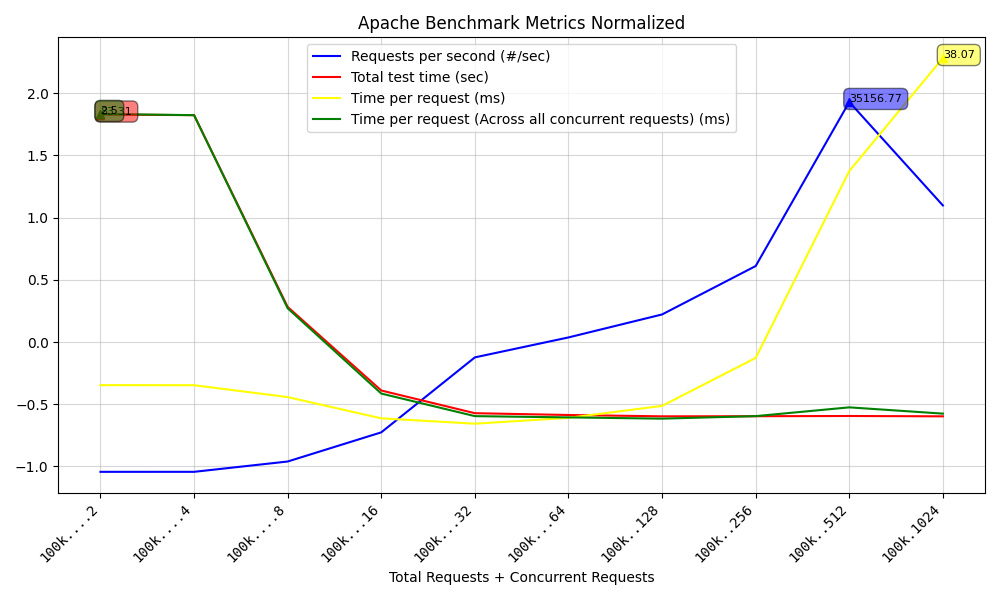 Apache Benchmark Metrics Normalized
Requests per second (#/sec)
Total test time (sec)
Time per request (ms)
Time per request (Across all concurrent requests) (ms)
38.07
35156.77
2.0
1.5
1.0
0.5
0.0
−0.5
−1.0
100k....2
100k....4
100k....8
100k...16
100k...32
100k...64
100k..128
100k..256
100k..512
100k.1024
Total Requests + Concurrent Requests